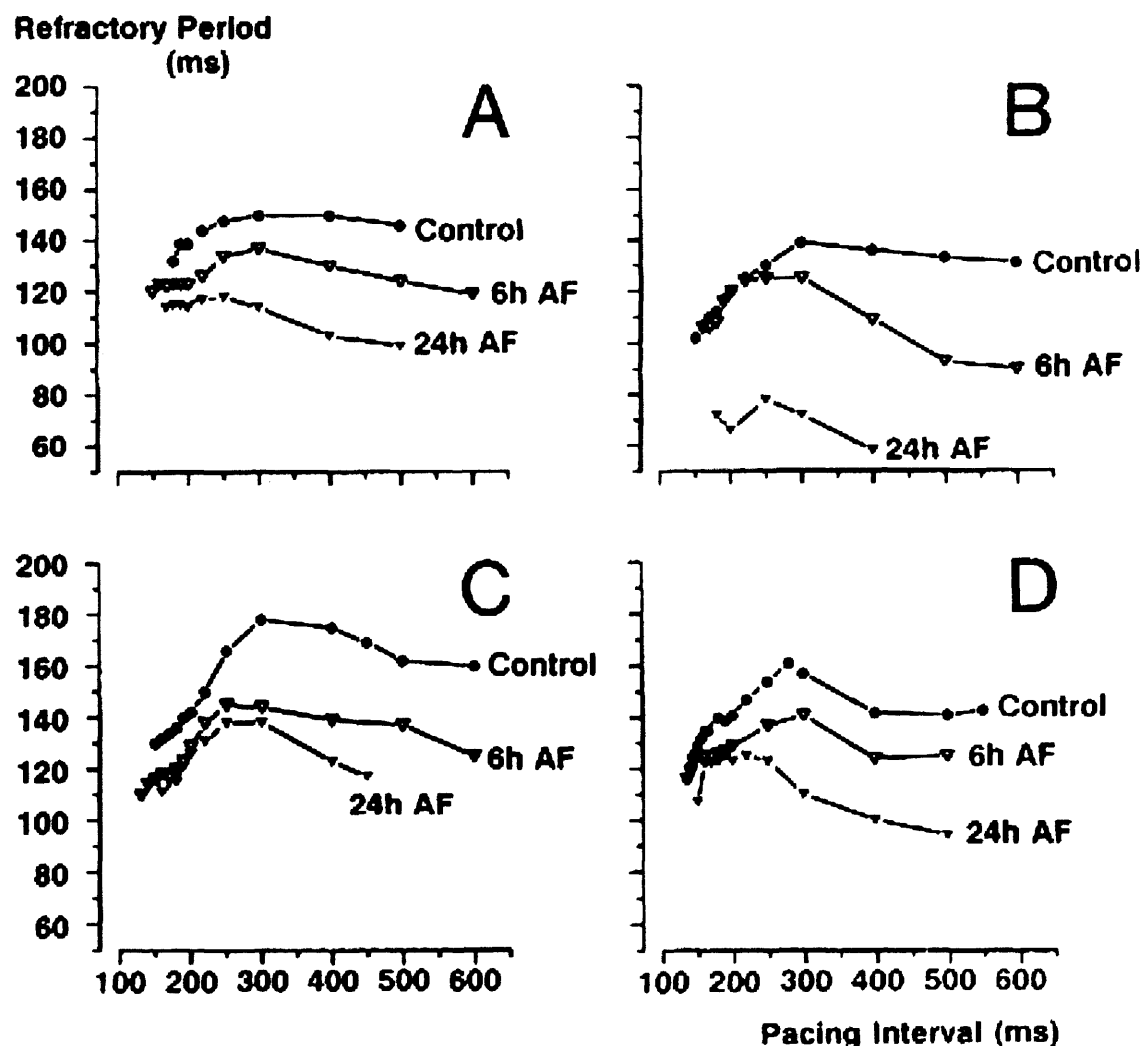 Refractory Period
(ms)
A
200
180
160
140
120
100
80
60
Control
6h AF
24h AF
B
Control
6h AF
24h AF
C
200
180
160
140
120
100
80
60
Control
6h AF
24h AF
100 200 300 400 500 600
D
Control
6h AF
24h AF
100 200 300 400 500 600
Pacing Interval (ms)